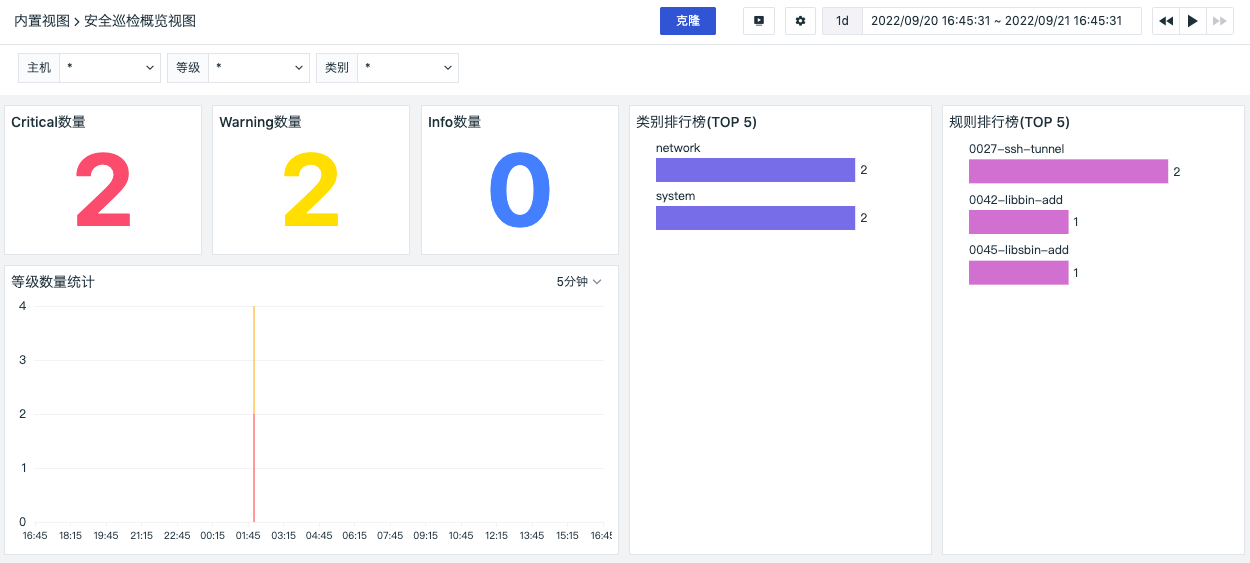 内置视图 > 安全巡检概览视图
克隆
1d
2022/09/20 16:45:31 ~ 2022/09/21 16:45:31
主机 *
等级 *
类别 *
Critical数量
2
Warning数量
2
Info数量
0
等级数量统计
5分钟
4
3
2
1
0
16:45 18:15 19:45 21:15 22:45 00:15 01:45 03:15 04:45 06:15 07:45 09:15 10:45 12:15 13:45 15:15 16:45
类别排行榜(TOP 5)
network
2
system
2
规则排行榜(TOP 5)
0027-ssh-tunnel
2
0042-libbin-add
1
0045-libsbin-add
1